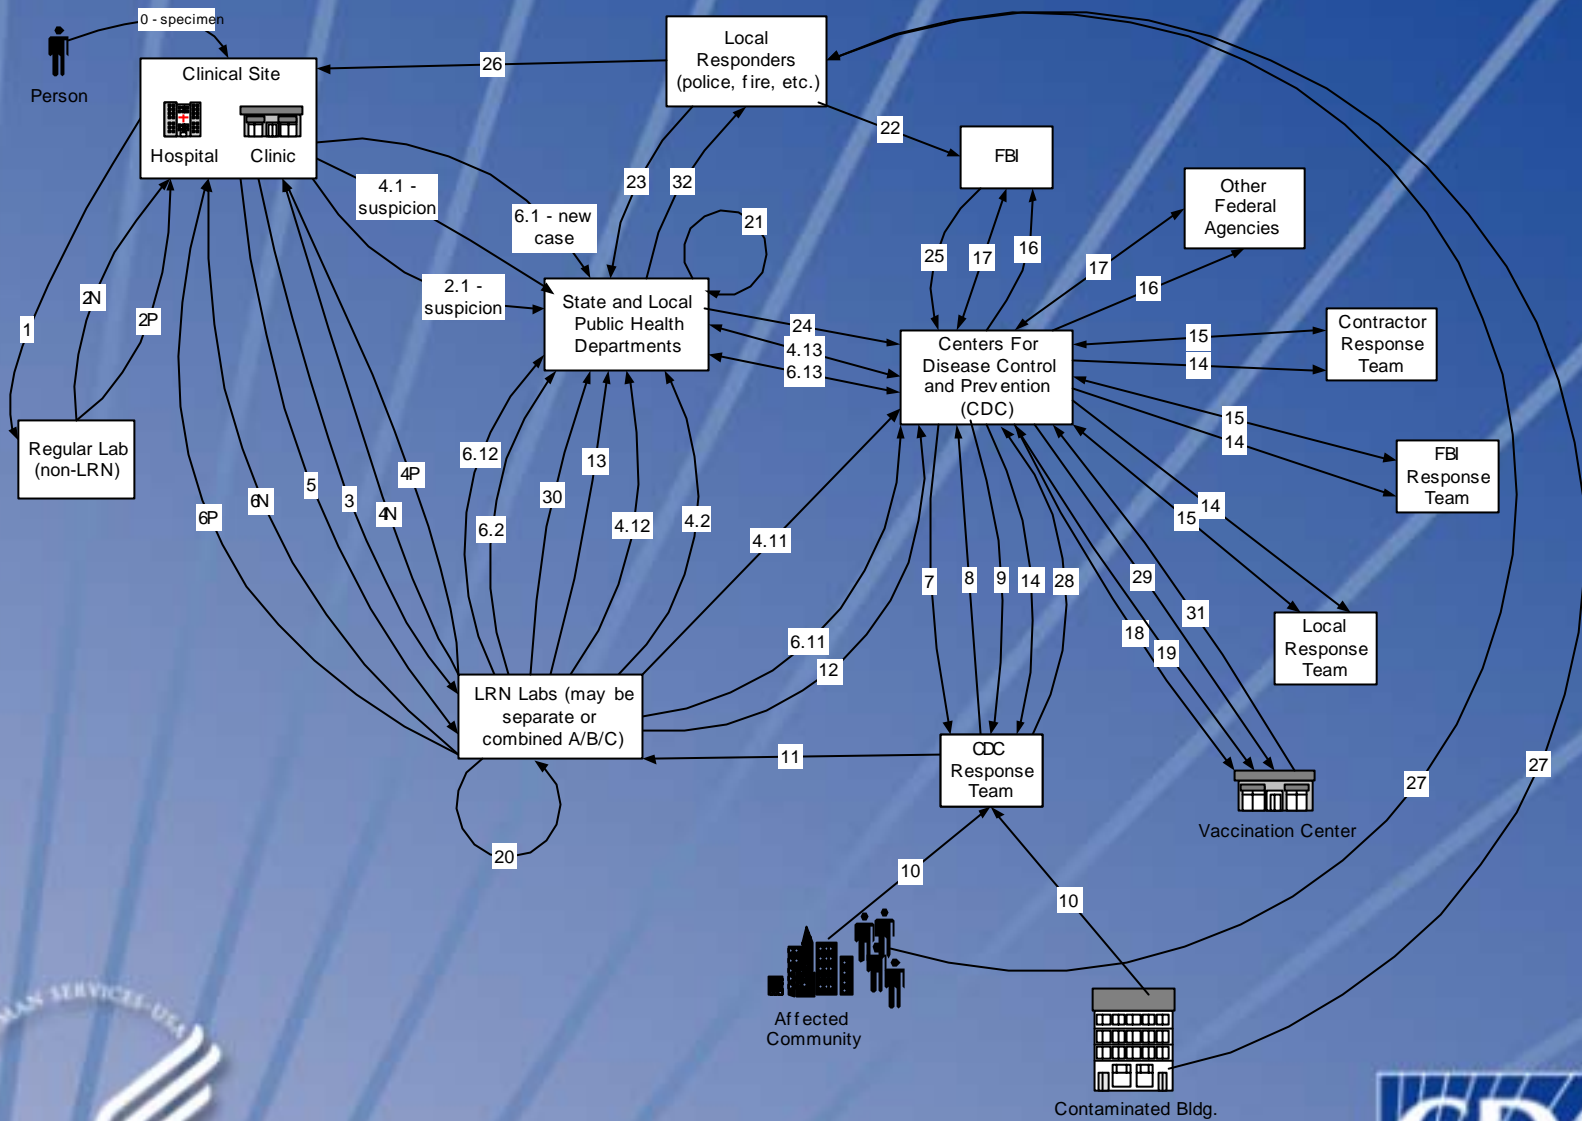 0 - specimen
Person
Clinical Site
Hospital
Clinic
26
Local
Responders
(police, fire, etc.)
22
FBI
Other
Federal
Agencies
4.1 -
suspicion
6.1 - new
case
23
32
21
2.1 -
suspicion
State and Local
Public Health
Departments
25
17
16
17
16
24
4.13
6.13
Centers For
Disease Control
and Prevention
(CDC)
15
14
Contractor
Response
Team
1
2N
2P
Regular Lab
(non-LRN)
15
14
FBI
Response
Team
6P
6N
5
3
4N
4P
6.12
6.2
30
13
4.12
4.2
4.11
15
14
Local
Response
Team
7
8
9
14
28
18
19
29
31
6.11
12
LRN Labs (may be
separate or
combined A/B/C)
11
CDC
Response
Team
Vaccination Center
27
27
20
10
10
Affected
Community
Contaminated Bldg.
MAN SERVICES-USA